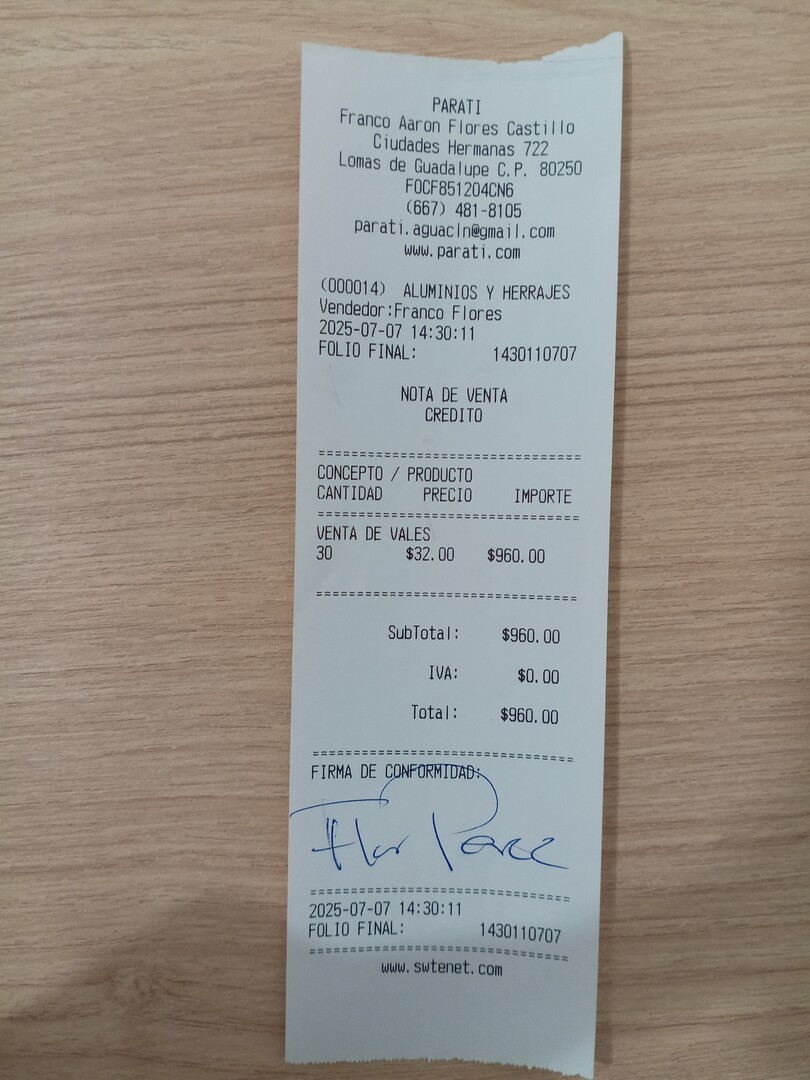 PARATI
Franco Aaron Flores Castillo
Ciudades Hermanas 722
Lomas de Guadalupe C.P. 80250
FOCF851204CN6
(667) 481-8105
parati.aguacln@gmail.com
www.parati.com
(000014) ALUMINIOS Y HERRAJES
Vendedor:Franco Flores
2025-07-07 14:30:11
FOLIO FINAL: 1430110707
NOTA DE VENTA
CREDITO
================================
CONCEPTO / PRODUCTO
CANTIDAD PRECIO IMPORTE
================================
VENTA DE VALES
30 $32.00 $960.00
================================
SubTotal: $960.00
IVA: $0.00
Total: $960.00
================================
FIRMA DE CONFORMIDAD:
Flor Perez
================================
2025-07-07 14:30:11
FOLIO FINAL: 1430110707
================================
www.swtenet.com